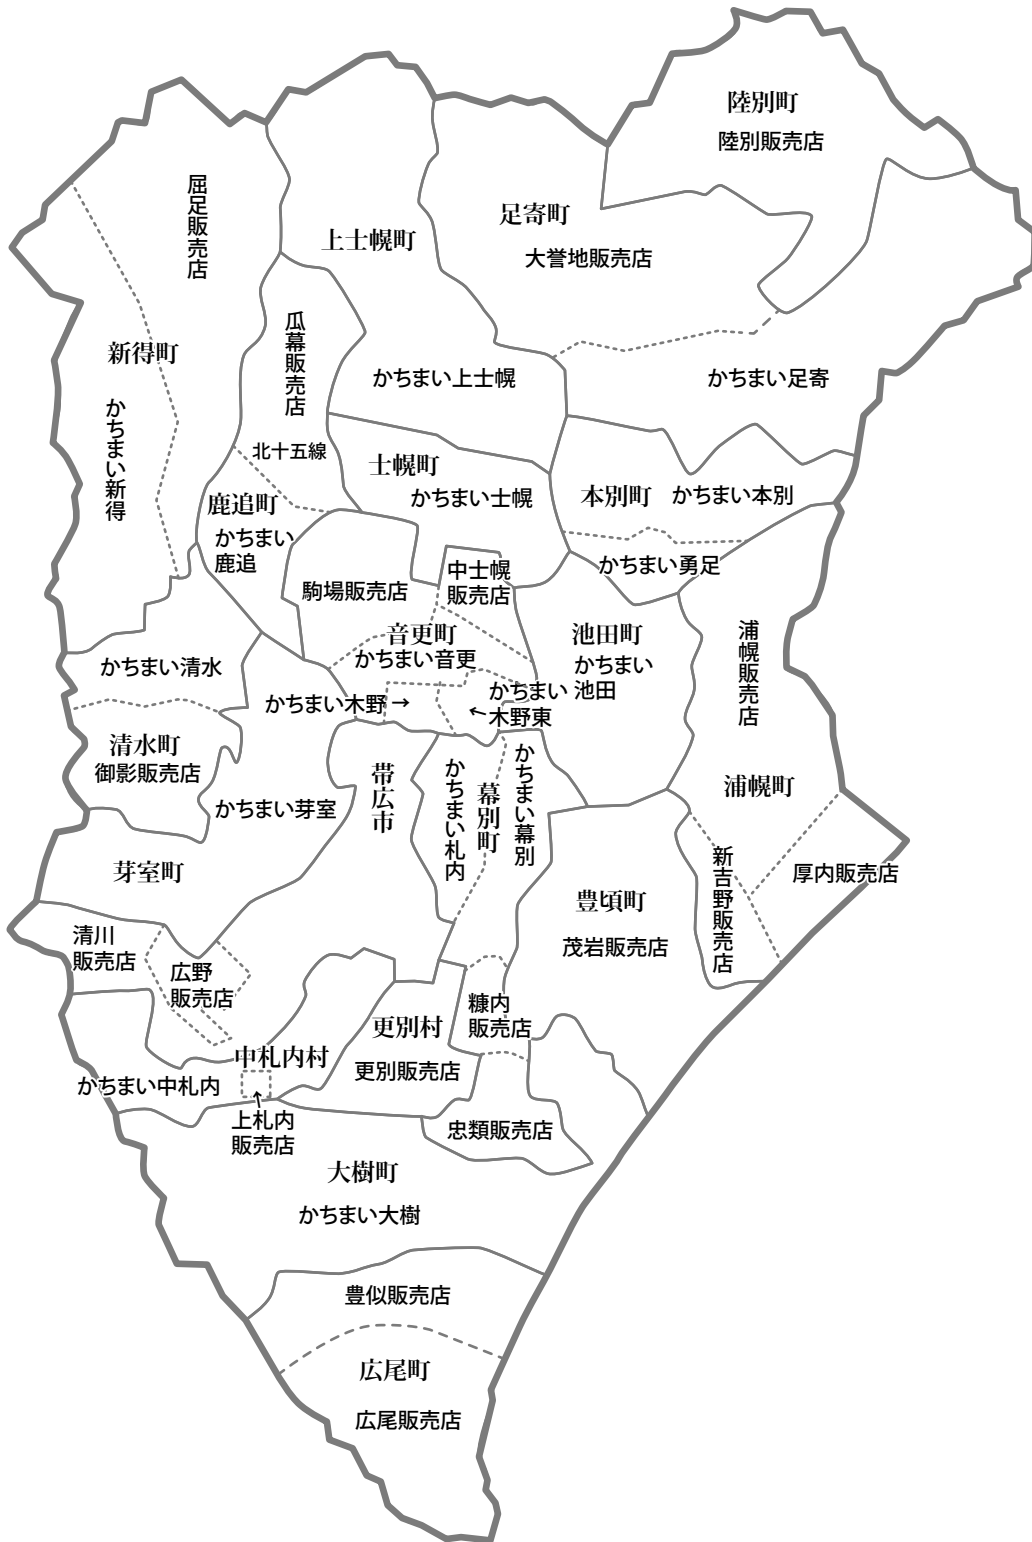 陸別町
陸別販売店
屈足販売店
足寄町
大誉地販売店
上士幌町
瓜幕販売店
新得町
かちまい新得
かちまい上士幌
かちまい足寄
北十五線
士幌町
かちまい士幌
本別町
かちまい本別
鹿追町
かちまい
鹿追
かちまい勇足
中士幌
販売店
駒場販売店
音更町
かちまい音更
池田町
かちまい
池田
浦幌販売店
かちまい清水
かちまい木野→
かちまい
←木野東
清水町
御影販売店
かちまい芽室
帯広市
かちまい札内
幕別町
かちまい幕別
浦幌町
芽室町
新吉野販売店
厚内販売店
豊頃町
茂岩販売店
清川
販売店
広野
販売店
糠内
販売店
更別村
更別販売店
中札内村
かちまい中札内
↑
上札内
販売店
忠類販売店
大樹町
かちまい大樹
豊似販売店
広尾町
広尾販売店